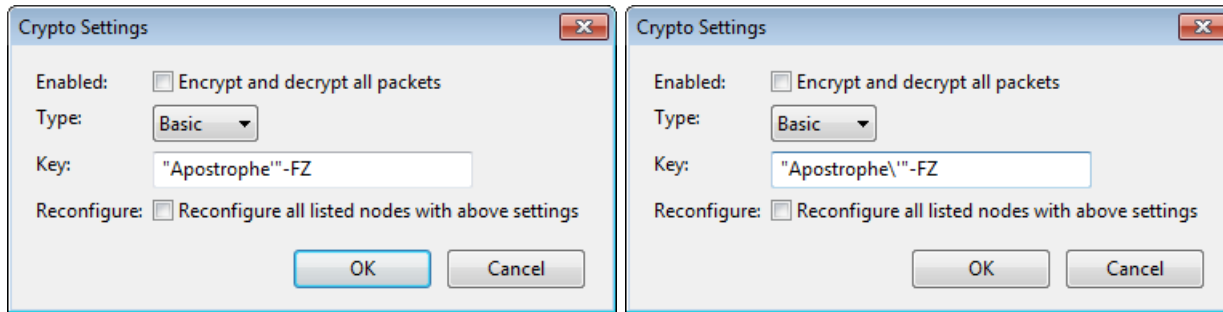 Crypto Settings
Enabled: Encrypt and decrypt all packets
Type: Basic
Key: "Apostrophe'"-FZ
Reconfigure: Reconfigure all listed nodes with above settings
OK Cancel
Crypto Settings
Enabled: Encrypt and decrypt all packets
Type: Basic
Key: "Apostrophe\'"-FZ
Reconfigure: Reconfigure all listed nodes with above settings
OK Cancel